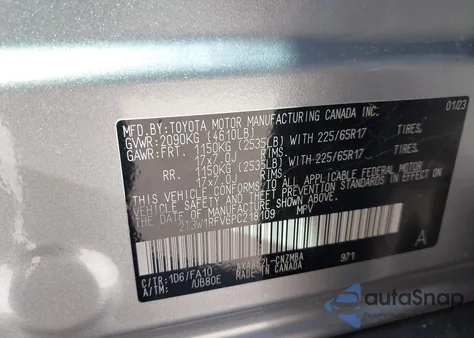 MFD.BY:TOYOTA MOTOR MANUFACTURING CANADA INC. 01/23
GVWR:2090KG (4610LB)
GAWR:FRT. 1150KG (2535LB) WITH 225/65R17 TIRES.
17x7.0J RIMS
RR. 1150KG (2535LB) WITH 225/65R17 TIRES.
17x7.0J RIMS
THIS VEHICLE CONFORMS TO ALL APPLICABLE FEDERAL MOTOR
VEHICLE SAFETY AND THEFT PREVENTION STANDARDS IN
EFFECT ON THE DATE OF MANUFACTURE SHOWN ABOVE.
2T3W1RFV8PC218109 MPV
C/TR:1D6/FA10 -CNZMBA A
A/TM: /UB80E MADE IN CANADA 971
autoSnap